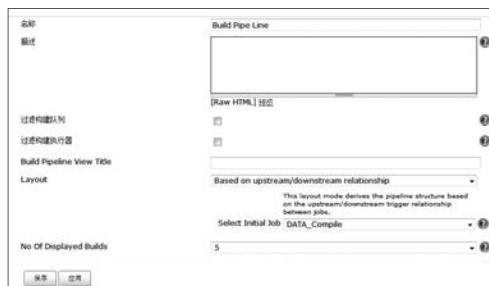 名称 Build Pipe Line
描述
[Raw HTML] 预览
过滤构建队列
过滤构建执行器
Build Pipeline View Title
Layout Based on upstream/downstream relationship
This layout mode derives the pipeline structure based
on the upstream/downstream trigger relationship
between jobs.
Select Initial Job DATA_Compile
No Of Displayed Builds 5
保存 应用